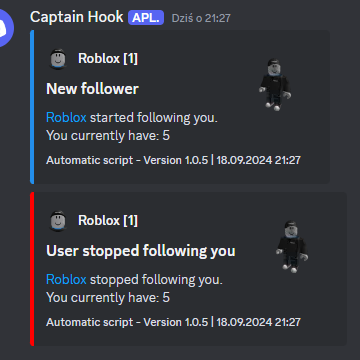 Captain Hook APL. Dziś o 21:27
Roblox [1]
New follower
Roblox started following you.
You currently have: 5
Automatic script - Version 1.0.5 | 18.09.2024 21:27
Roblox [1]
User stopped following you
Roblox stopped following you.
You currently have: 5
Automatic script - Version 1.0.5 | 18.09.2024 21:27